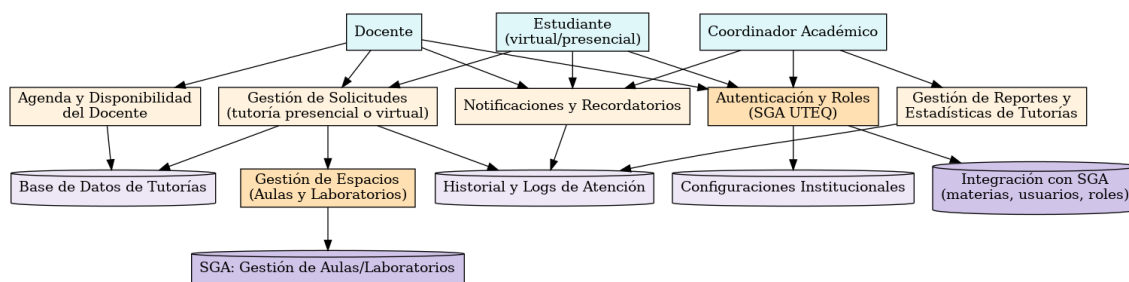 Docente
Estudiante
(virtual/presencial)
Coordinador Académico
Agenda y Disponibilidad
del Docente
Gestión de Solicitudes
(tutoría presencial o virtual)
Notificaciones y Recordatorios
Autenticación y Roles
(SGA UTEQ)
Gestión de Reportes y
Estadísticas de Tutorías
Base de Datos de Tutorías
Gestión de Espacios
(Aulas y Laboratorios)
Historial y Logs de Atención
Configuraciones Institucionales
Integración con SGA
(materias, usuarios, roles)
SGA: Gestión de Aulas/Laboratorios